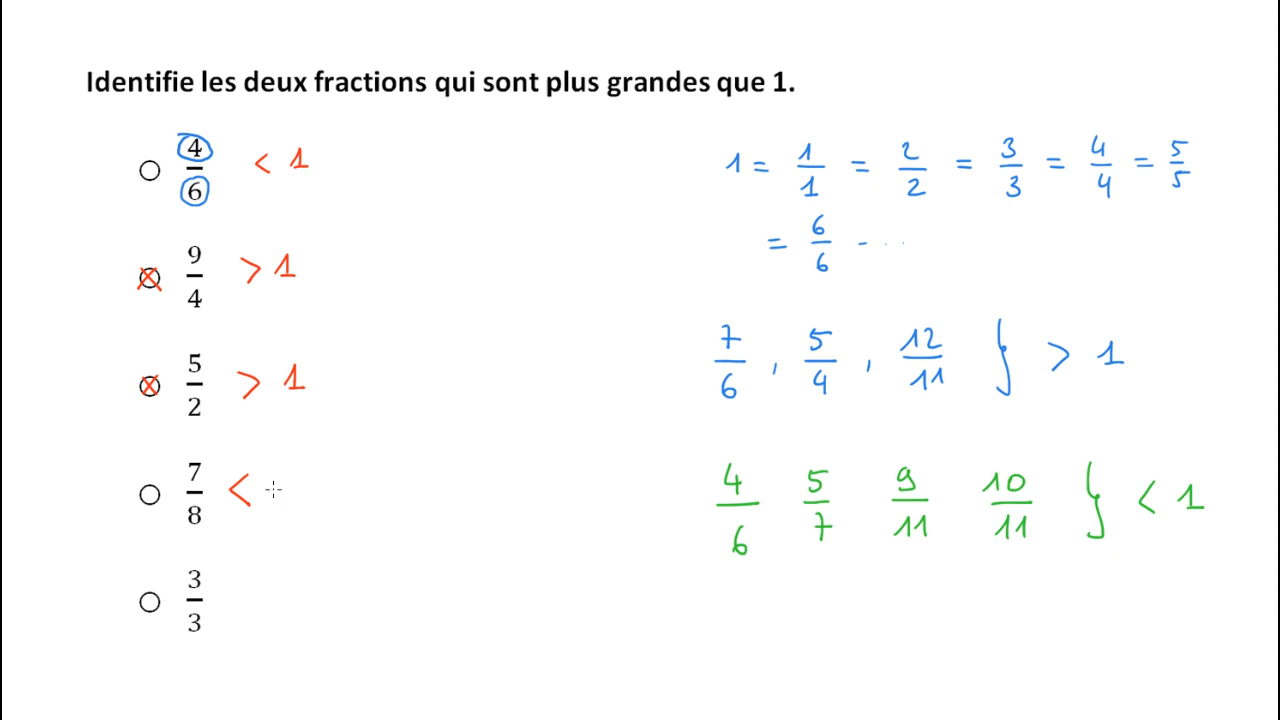 Identifie les deux fractions qui sont plus grandes que 1.
4/6 < 1
9/4 > 1
5/2 > 1
7/8 <
3/3
1 = 1/1 = 2/2 = 3/3 = 4/4 = 5/5
= 6/6 - ...
7/6 , 5/4 , 12/11 } > 1
4/6 5/7 9/11 10/11 } < 1